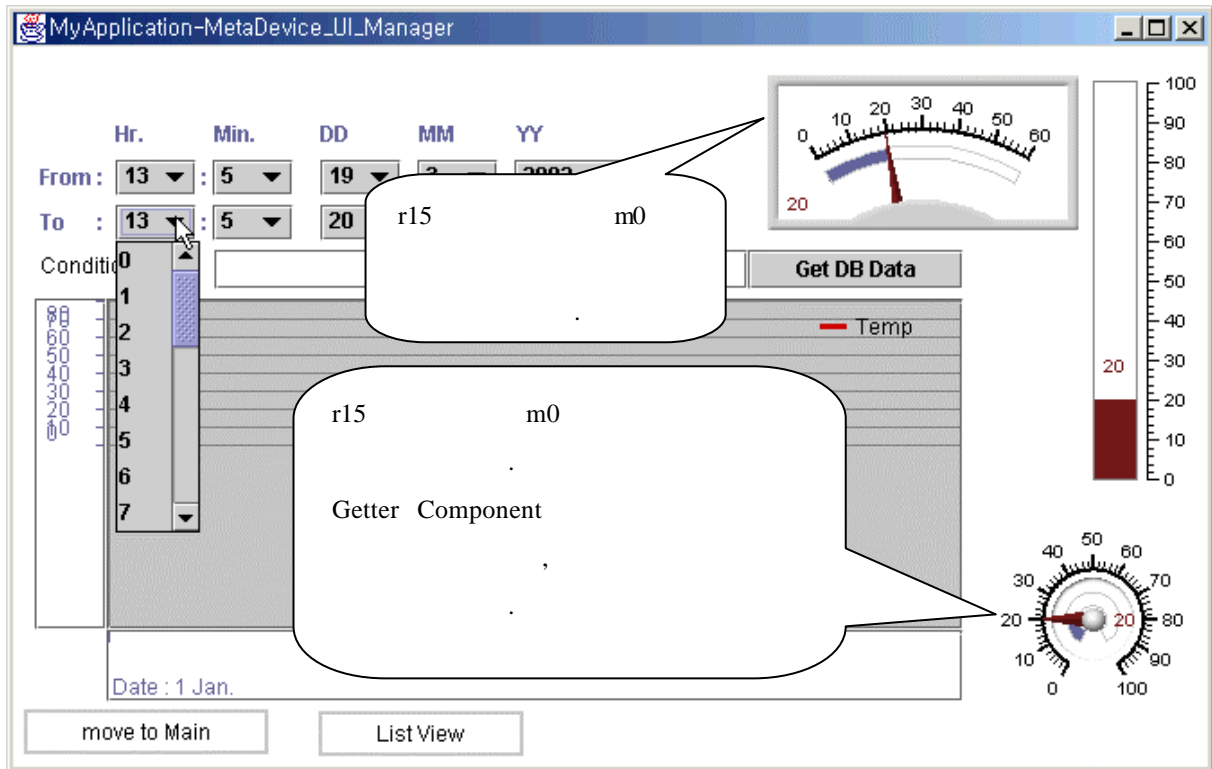 MyApplication-MetaDevice_UI_Manager
Hr. Min. DD MM YY
From : 13 : 5 19
To : 13 : 5 20
Get DB Data
0
1
2
3
4
5
6
7
80
70
60
50
40
30
20
10
0
Temp
r15 m0
.
r15 m0
.
Getter Component
,
.
Date : 1 Jan.
move to Main
List View
0 10 20 30 40 50 60
20
100
90
80
70
60
50
40
30
20
10
0
20
0 10 20 30 40 50 60 70 80 90 100
20